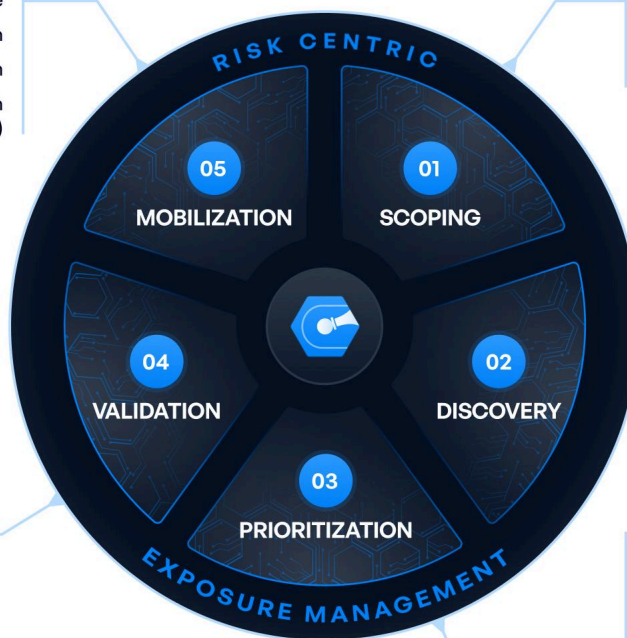 RISK CENTRIC
01
SCOPING
02
DISCOVERY
03
PRIORITIZATION
04
VALIDATION
05
MOBILIZATION
EXPOSURE MANAGEMENT